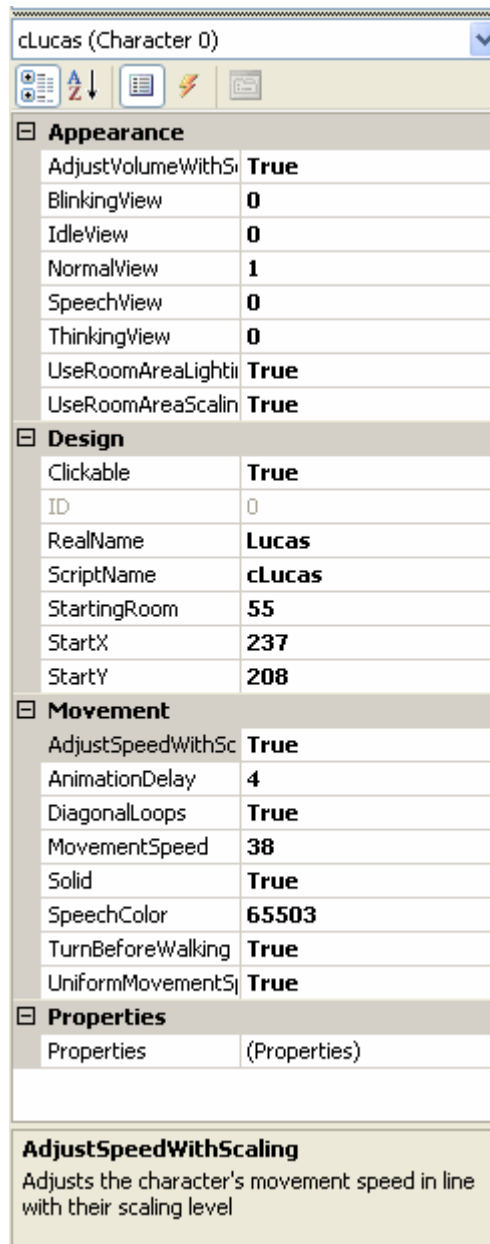 cLucas (Character 0)
Appearance
AdjustVolumeWithS True
BlinkingView 0
IdleView 0
NormalView 1
SpeechView 0
ThinkingView 0
UseRoomAreaLighti True
UseRoomAreaScalin True
Design
Clickable True
ID 0
RealName Lucas
ScriptName cLucas
StartingRoom 55
StartX 237
StartY 208
Movement
AdjustSpeedWithSc True
AnimationDelay 4
DiagonalLoops True
MovementSpeed 38
Solid True
SpeechColor 65503
TurnBeforeWalking True
UniformMovementS True
Properties
Properties (Properties)
AdjustSpeedWithScaling
Adjusts the character's movement speed in line
with their scaling level